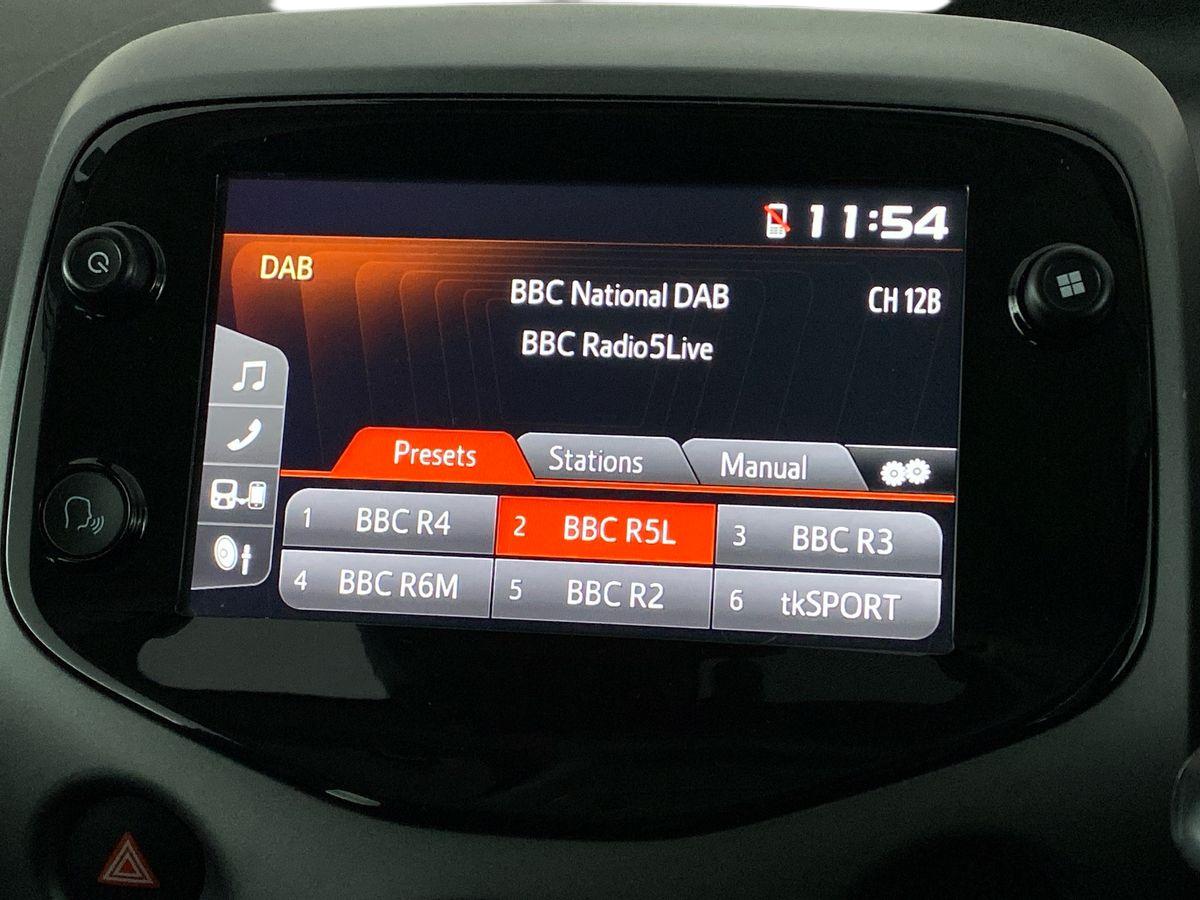 11:54
DAB
BBC National DAB
CH 12B
BBC Radio5Live
Presets Stations Manual
1 BBC R4 2 BBC R5L 3 BBC R3
4 BBC R6M 5 BBC R2 6 tkSPORT